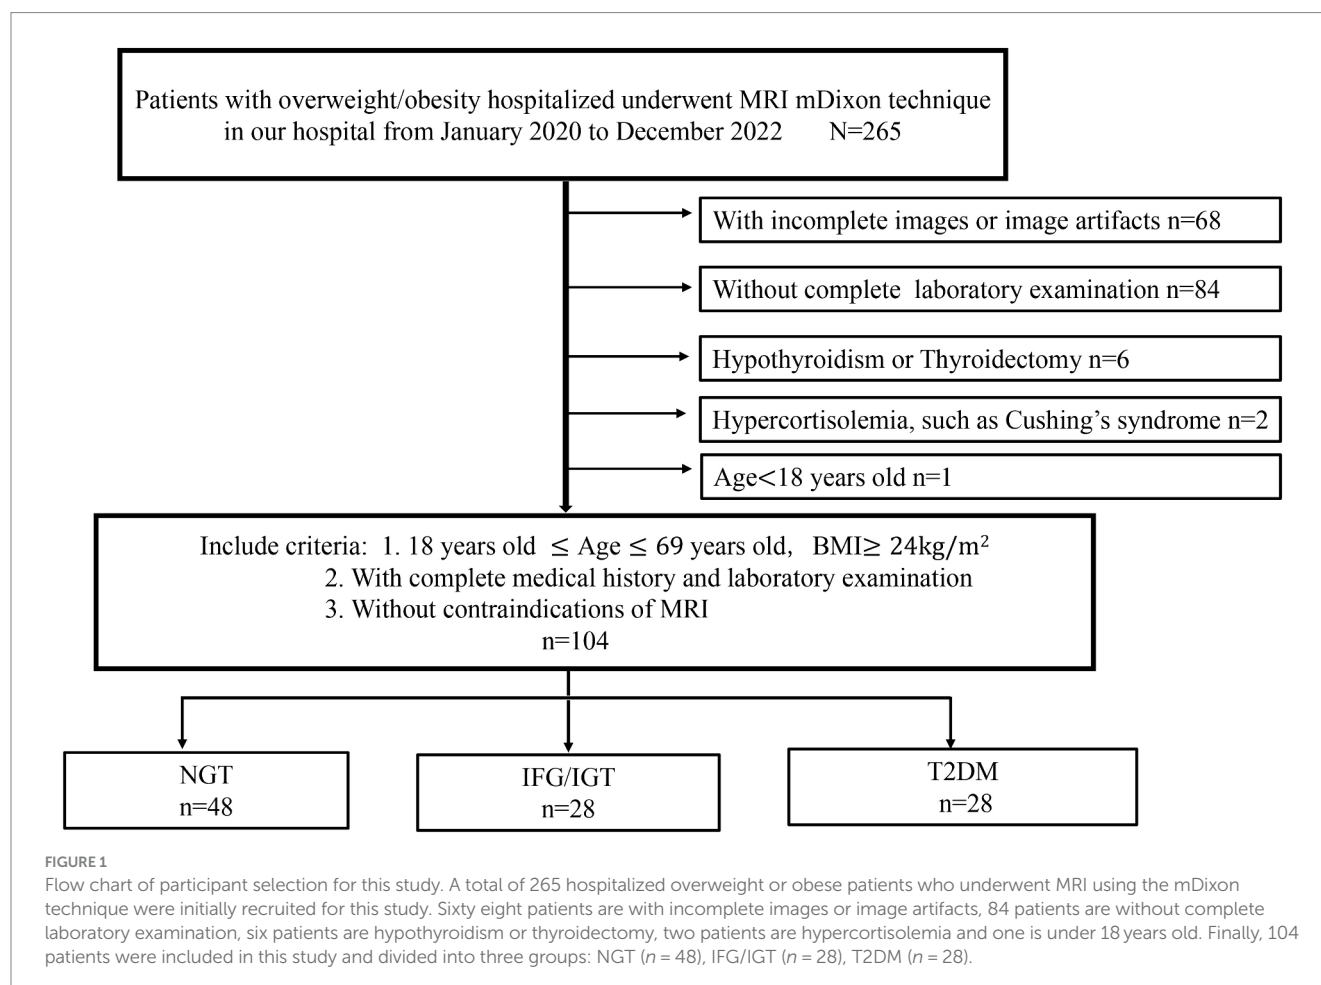 Patients with overweight/obesity hospitalized underwent MRI mDixon technique
in our hospital from January 2020 to December 2022 N=265
With incomplete images or image artifacts n=68
Without complete laboratory examination n=84
Hypothyroidism or Thyroidectomy n=6
Hypercortisolemia, such as Cushing's syndrome n=2
Age<18 years old n=1
Include criteria: 1. 18 years old ≤ Age ≤ 69 years old, BMI≥ 24kg/m²
2. With complete medical history and laboratory examination
3. Without contraindications of MRI
n=104
NGT
n=48
IFG/IGT
n=28
T2DM
n=28
FIGURE 1
Flow chart of participant selection for this study. A total of 265 hospitalized overweight or obese patients who underwent MRI using the mDixon
technique were initially recruited for this study. Sixty eight patients are with incomplete images or image artifacts, 84 patients are without complete
laboratory examination, six patients are hypothyroidism or thyroidectomy, two patients are hypercortisolemia and one is under 18 years old. Finally, 104
patients were included in this study and divided into three groups: NGT (n = 48), IFG/IGT (n = 28), T2DM (n = 28).